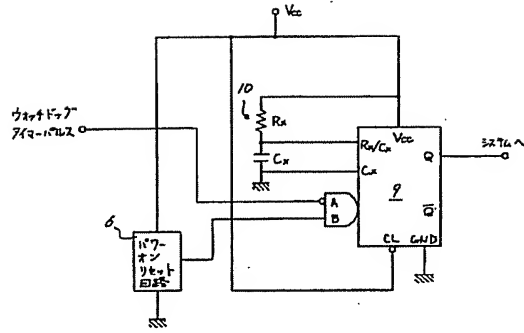 Vcc
10
Rx
ウォッチドッグ
タイマーパルス
Cx
Vcc
Rx/Cx
Cx
Q
システムへ
A
B
9
Q̅
6
パワー
オン
リセット
回路
CL
GND